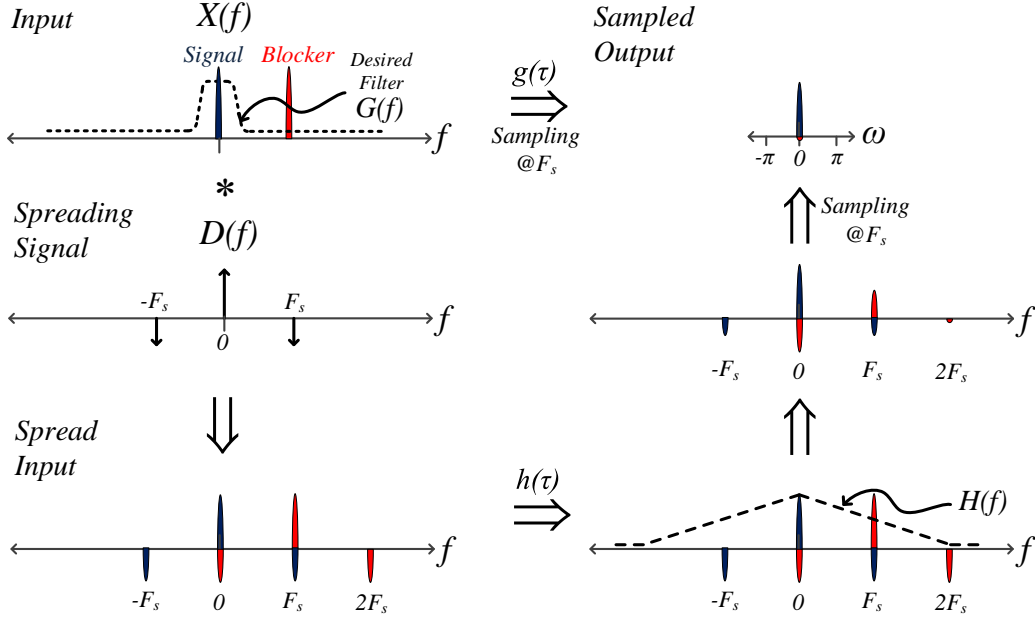 Input
X(f)
Signal
Blocker
Desired
Filter
G(f)
f
g(τ)
Sampling
@Fs
Sampled
Output
-π
0
π
ω
*
Spreading
Signal
D(f)
-Fs
Fs
0
f
Sampling
@Fs
-Fs
0
Fs
2Fs
f
Spread
Input
-Fs
0
Fs
2Fs
f
h(τ)
H(f)
-Fs
0
Fs
2Fs
f